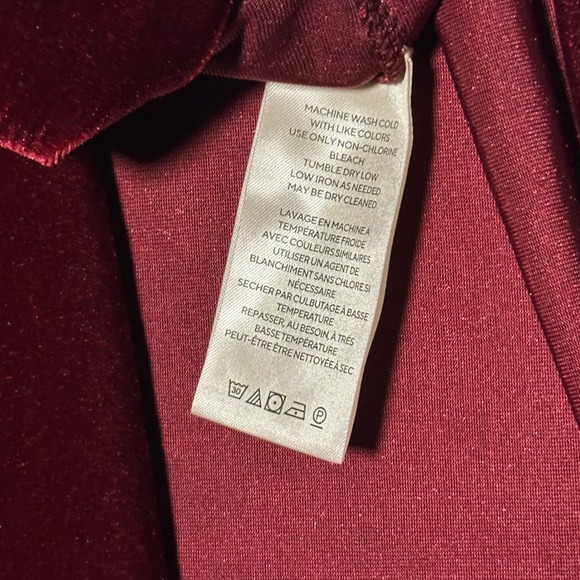 MACHINE WASH COLD
WITH LIKE COLORS
USE ONLY NON-CHLORINE
BLEACH
TUMBLE DRY LOW
LOW IRON AS NEEDED
MAY BE DRY CLEANED
LAVAGE EN MACHINE À
TEMPÉRATURE FROIDE
AVEC COULEURS SIMILAIRES
UTILISER UN AGENT DE
BLANCHIMENT SANS CHLORE SI
NÉCESSAIRE
SECHER PAR CULBUTAGE À BASSE
TEMPERATURE
REPASSER, AU BESOIN, À TRÈS
BASSE TEMPÉRATURE
PEUT-ÊTRE ÊTRE NETTOYÉE À SEC
30 P